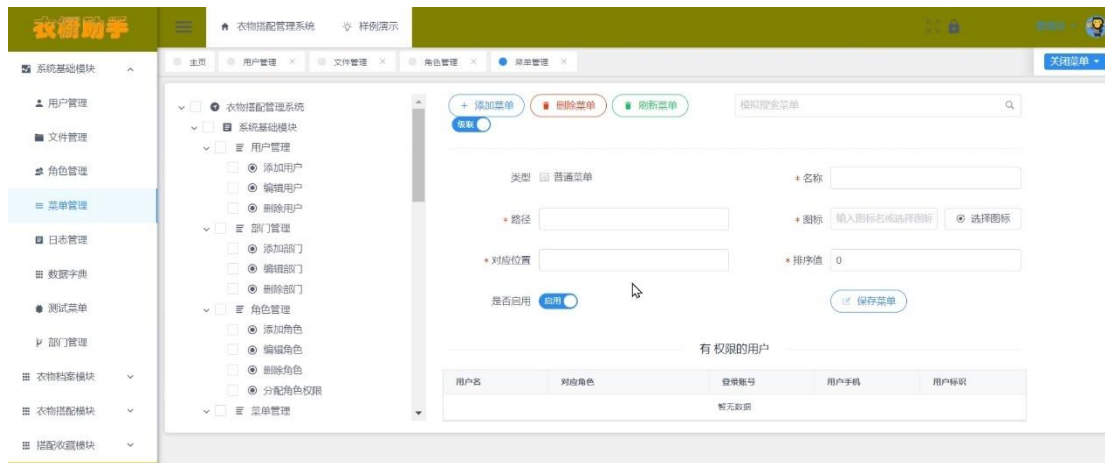 衣橱助手
衣物搭配管理系统 样例演示
主页 用户管理 文件管理 角色管理 菜单管理 关闭菜单
系统基础模块
用户管理
文件管理
角色管理
菜单管理
日志管理
数据字典
测试菜单
部门管理
衣物档案模块
衣物搭配模块
搭配收藏模块
衣物搭配管理系统
系统基础模块
用户管理
添加用户
编辑用户
删除用户
部门管理
添加部门
编辑部门
删除部门
角色管理
添加角色
编辑角色
删除角色
分配角色权限
菜单管理
+ 添加菜单 删除菜单 刷新菜单 模拟搜索菜单
级联
类型 普通菜单 * 名称
* 路径 * 图标 输入图标名或选择图标 选择图标
* 对应位置 * 排序值 0
是否启用 启用 保存菜单
有 权限的用户
用户名 对应角色 登录账号 用户手机 用户标识
暂无数据